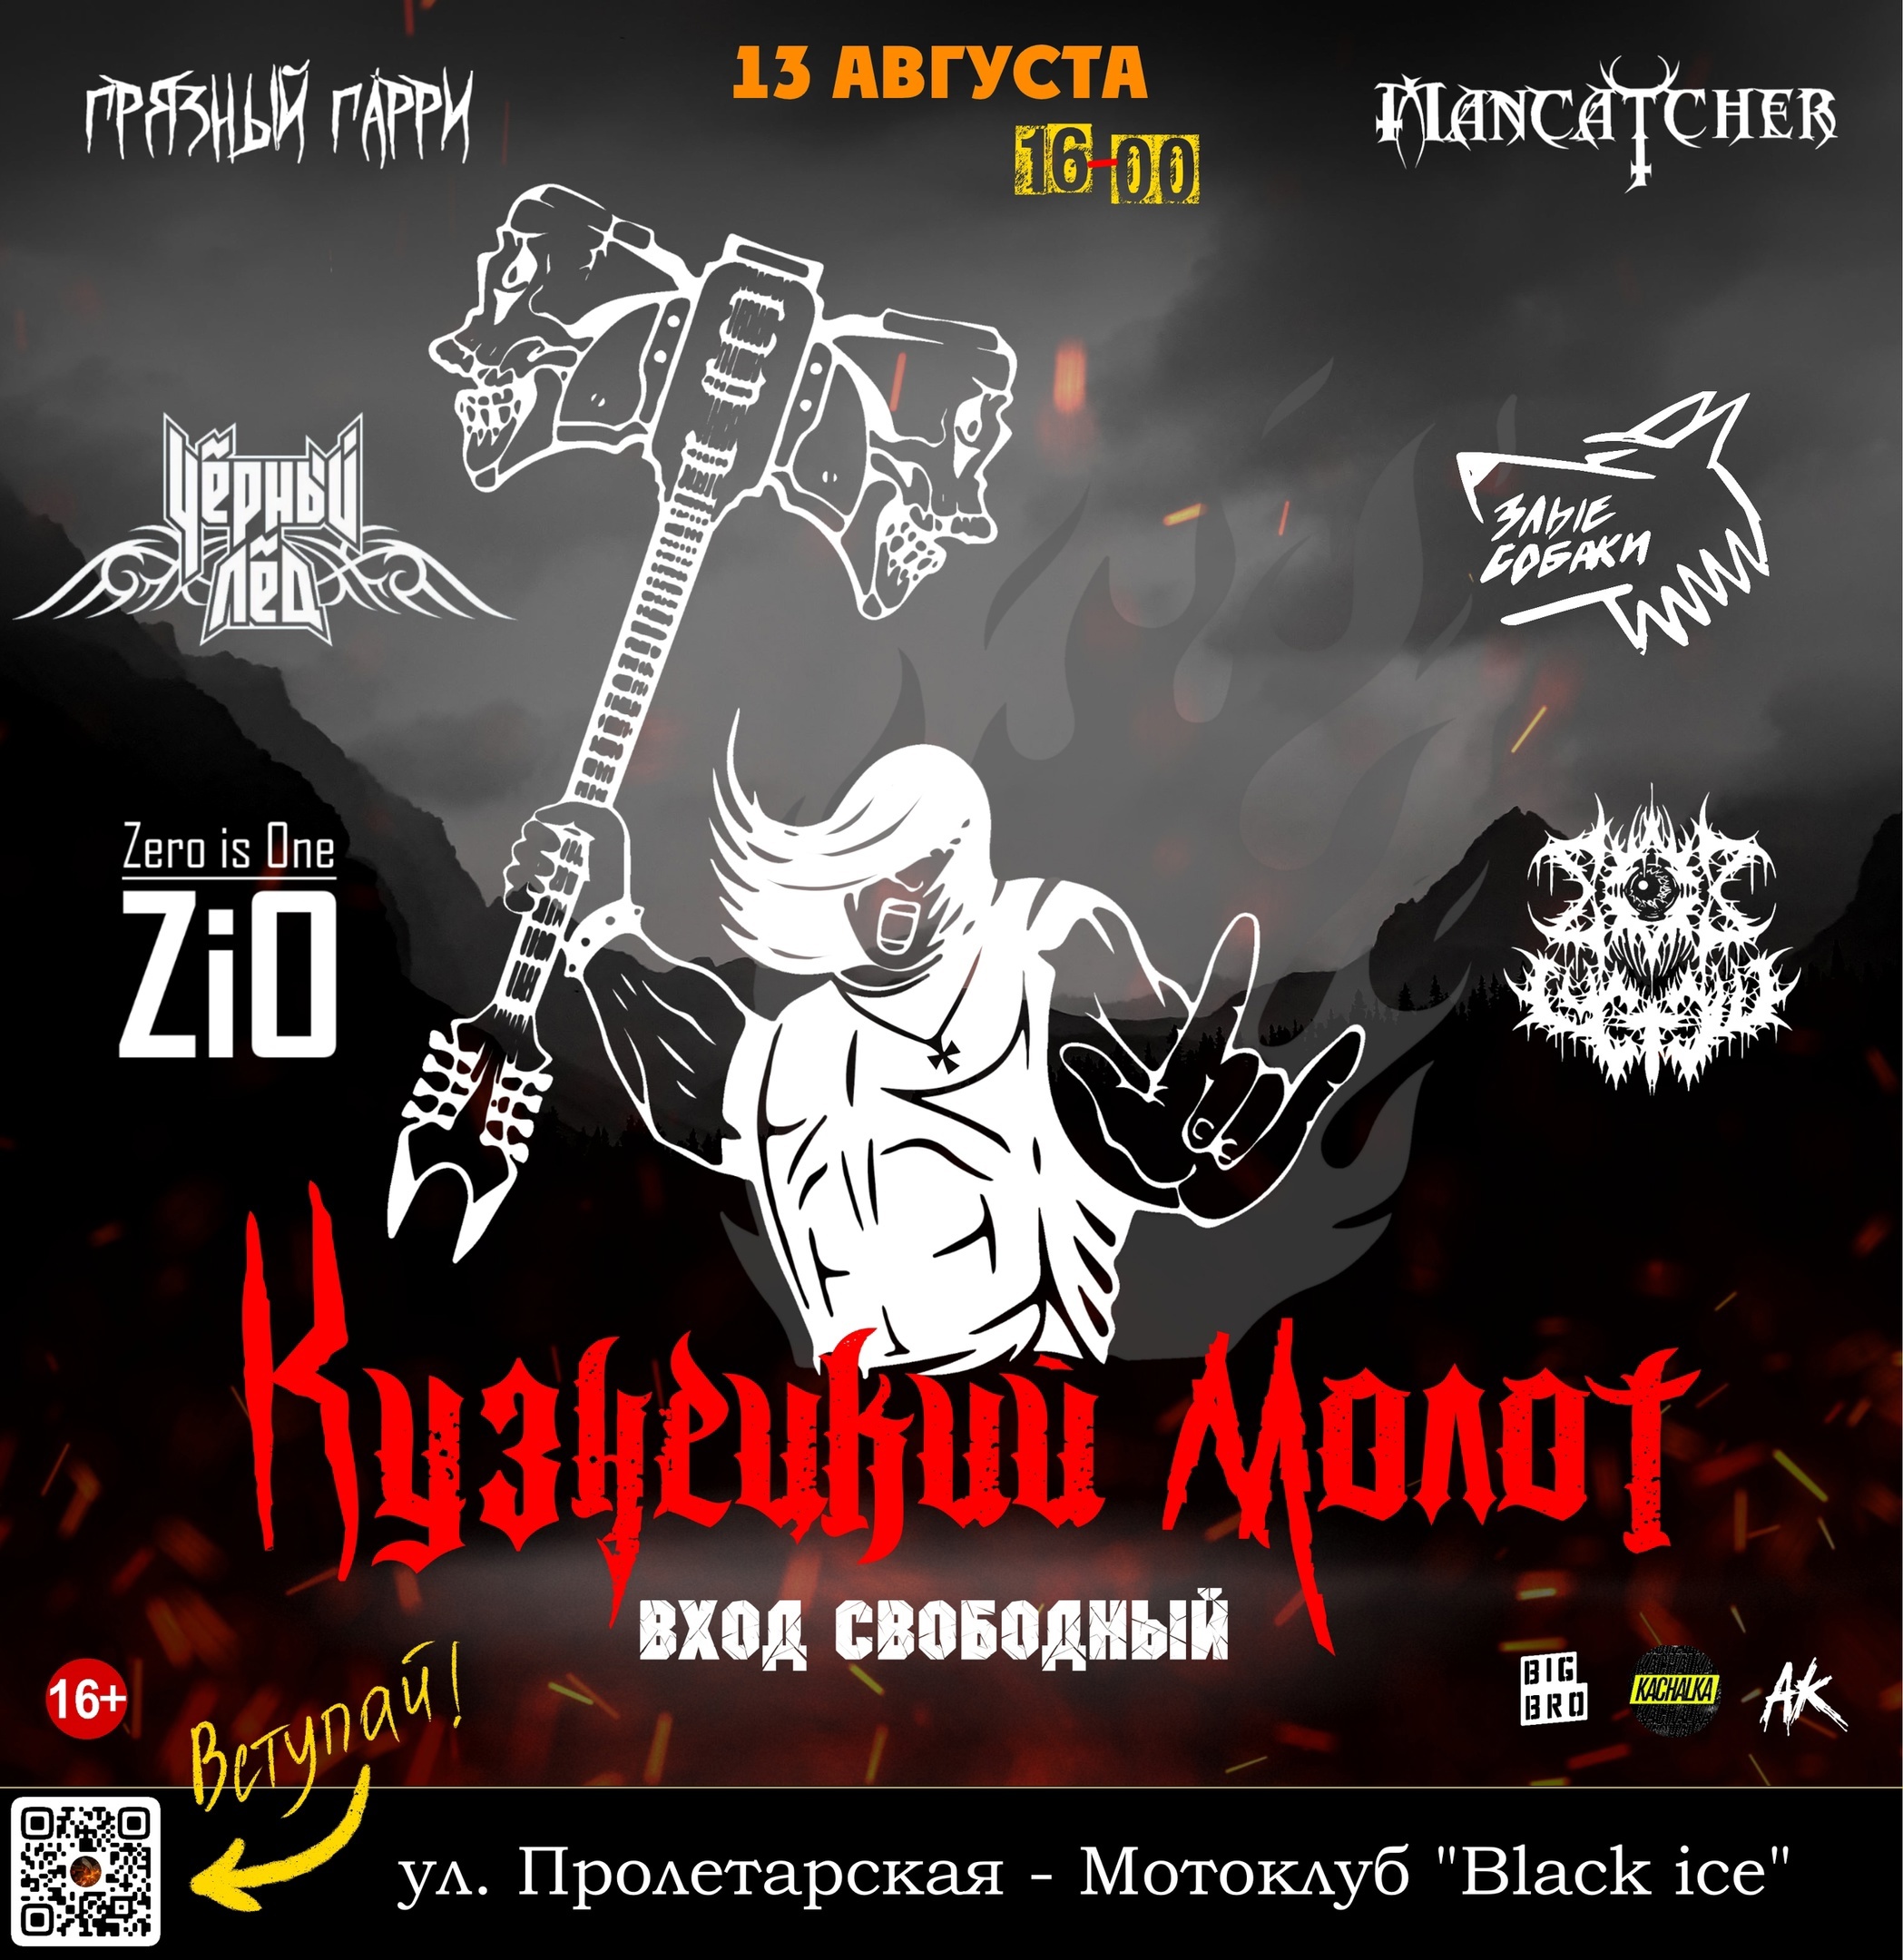 13 АВГУСТА
16-00
ГРЯЗНЫЙ ГАРРИ
MANCATCHER
ЧЁРНЫЙ
ЛЁД
ЗЛЫЕ
СОБАКИ
Zero is One
ZiO
Кузнецкий Молот
ВХОД СВОБОДНЫЙ
16+
Вступай!
BIG
BRO
KACHALKA
АК
ул. Пролетарская - Мотоклуб "Black ice"